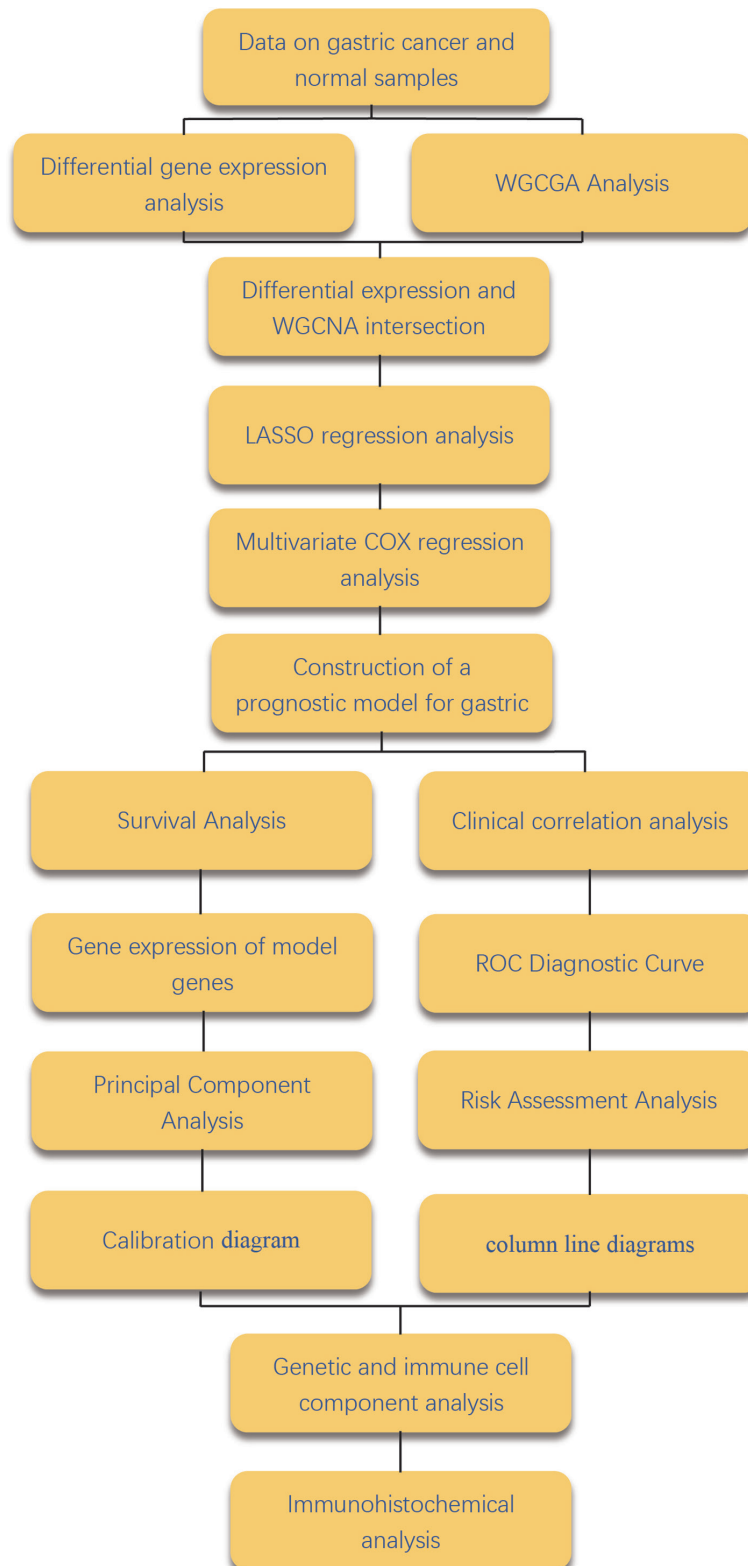 Data on gastric cancer and
normal samples
Differential gene expression
analysis
WGCGA Analysis
Differential expression and
WGCNA intersection
LASSO regression analysis
Multivariate COX regression
analysis
Construction of a
prognostic model for gastric
Survival Analysis
Clinical correlation analysis
Gene expression of model
genes
ROC Diagnostic Curve
Principal Component
Analysis
Risk Assessment Analysis
Calibration diagram
column line diagrams
Genetic and immune cell
component analysis
Immunohistochemical
analysis